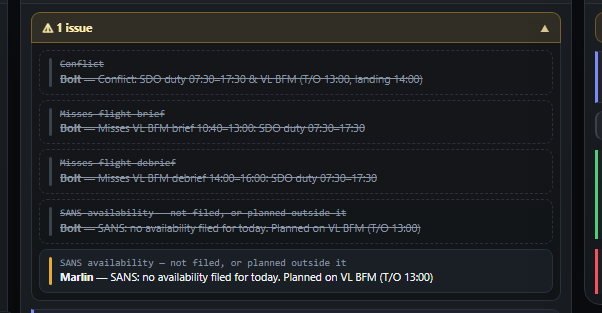 ⚠ 1 issue ▲
Conflict
Bolt — Conflict: SDO duty 07:30–17:30 & VL BFM (T/O 13:00, landing 14:00)
Misses flight brief
Bolt — Misses VL BFM brief 10:40–13:00: SDO duty 07:30–17:30
Misses flight debrief
Bolt — Misses VL BFM debrief 14:00–16:00: SDO duty 07:30–17:30
SANS availability — not filed, or planned outside it
Bolt — SANS: no availability filed for today. Planned on VL BFM (T/O 13:00)
SANS availability — not filed, or planned outside it
Marlin — SANS: no availability filed for today. Planned on VL BFM (T/O 13:00)